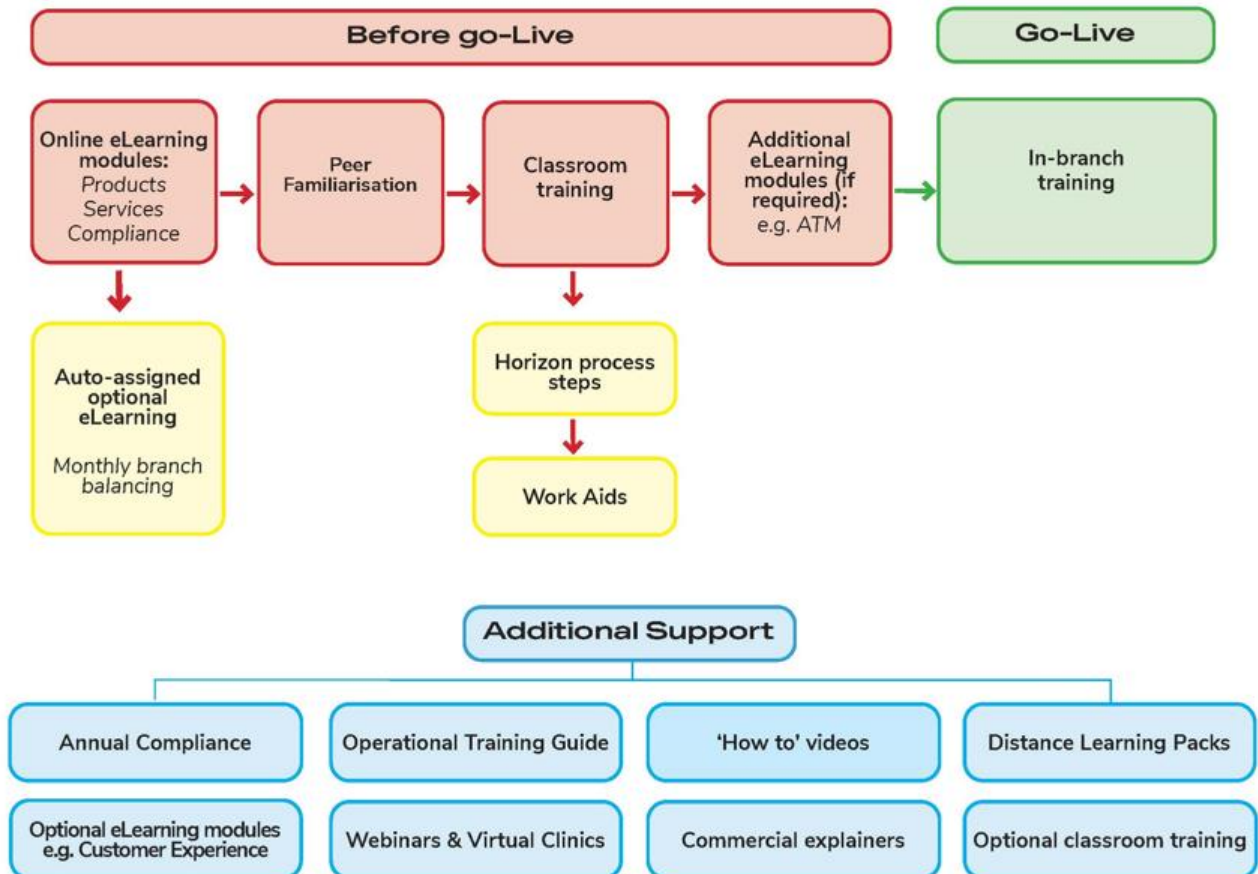 Before go-Live
Go-Live
Online eLearning
modules:
Products
Services
Compliance
Peer
Familiarisation
Classroom
training
Additional
eLearning
modules (if
required):
e.g. ATM
In-branch
training
Auto-assigned
optional
eLearning
Monthly branch
balancing
Horizon process
steps
Work Aids
Additional Support
Annual Compliance
Operational Training Guide
‘How to’ videos
Distance Learning Packs
Optional eLearning modules
e.g. Customer Experience
Webinars & Virtual Clinics
Commercial explainers
Optional classroom training